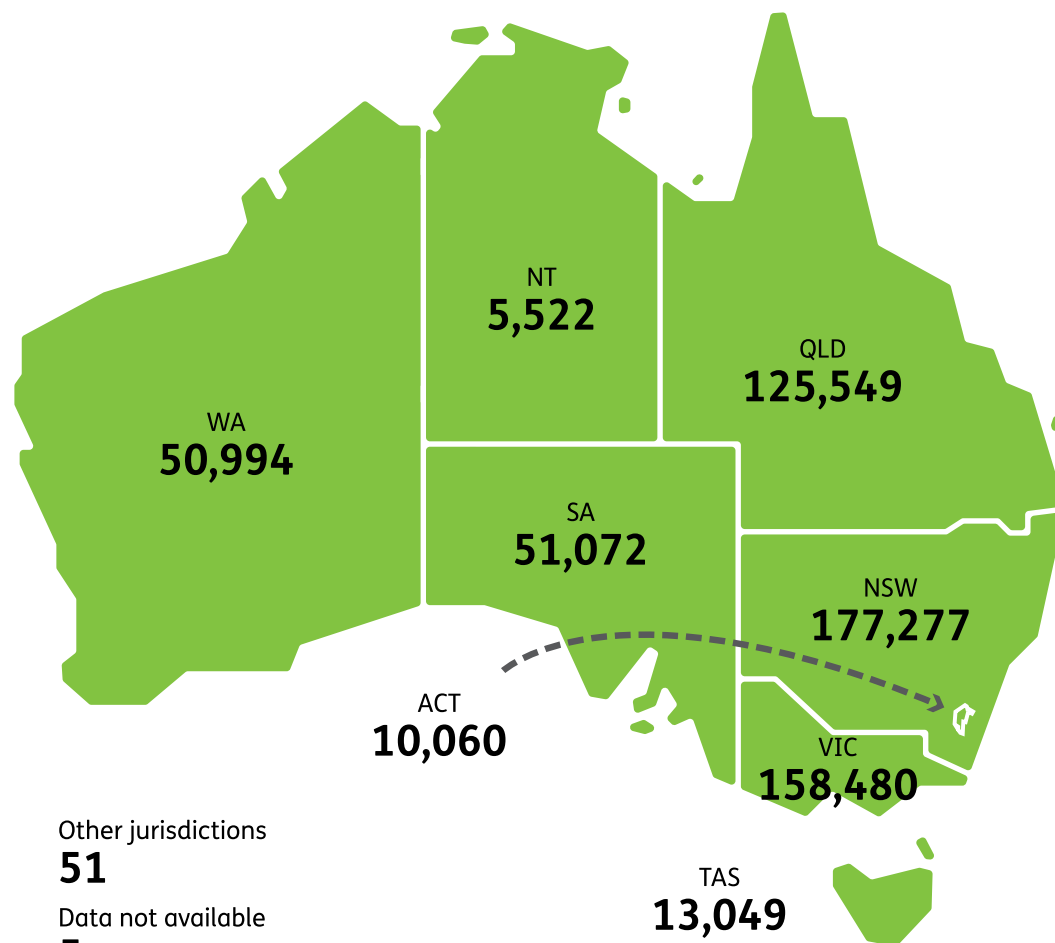 NT
5,522
QLD
125,549
WA
50,994
SA
51,072
NSW
177,277
ACT
10,060
VIC
158,480
Other jurisdictions
51
TAS
13,049
Data not available